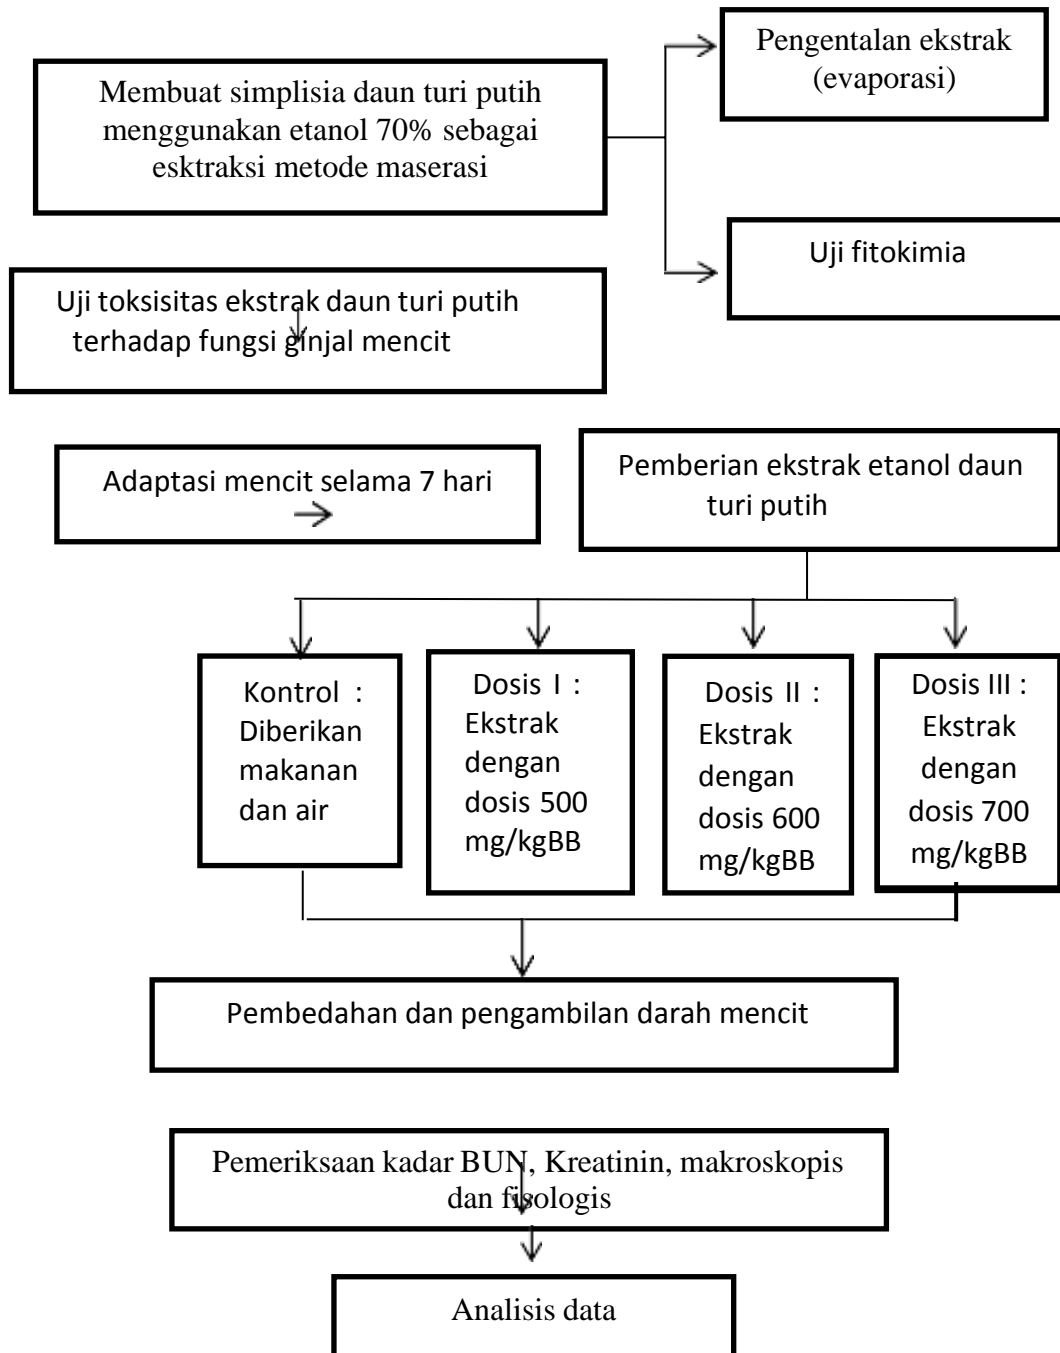 Pengentalan ekstrak
(evaporasi)
Membuat simplisia daun turi putih
menggunakan etanol 70% sebagai
esktraksi metode maserasi
Uji fitokimia
Uji toksisitas ekstrak daun turi putih
terhadap fungsi ginjal mencit
Adaptasi mencit selama 7 hari
Pemberian ekstrak etanol daun
turi putih
Kontrol :
Diberikan
makanan
dan air
Dosis I :
Ekstrak
dengan
dosis 500
mg/kgBB
Dosis II :
Ekstrak
dengan
dosis 600
mg/kgBB
Dosis III :
Ekstrak
dengan
dosis 700
mg/kgBB
Pembedahan dan pengambilan darah mencit
Pemeriksaan kadar BUN, Kreatinin, makroskopis
dan fisologis
Analisis data